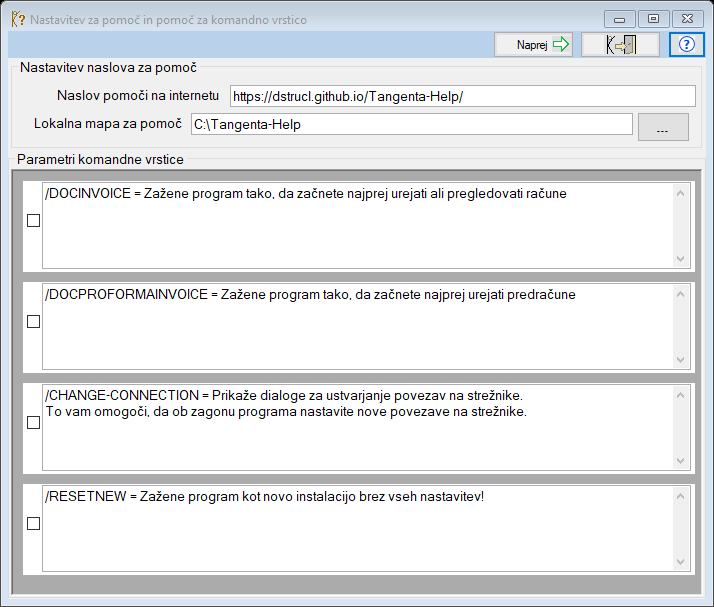 Nastavitev za pomoč in pomoč za komandno vrstico
Naprej
Nastavitev naslova za pomoč
Naslov pomoči na internetu https://dstrucl.github.io/Tangenta-Help/
Lokalna mapa za pomoč C:\Tangenta-Help ...
Parametri komandne vrstice
/DOCINVOICE = Zažene program tako, da začnete najprej urejati ali pregledovati račune
/DOCPROFORMAINVOICE = Zažene program tako, da začnete najprej urejati predračune
/CHANGE-CONNECTION = Prikaže dialoge za ustvarjanje povezav na strežnike.
To vam omogoči, da ob zagonu programa nastavite nove povezave na strežnike.
/RESETNEW = Zažene program kot novo instalacijo brez vseh nastavitev!